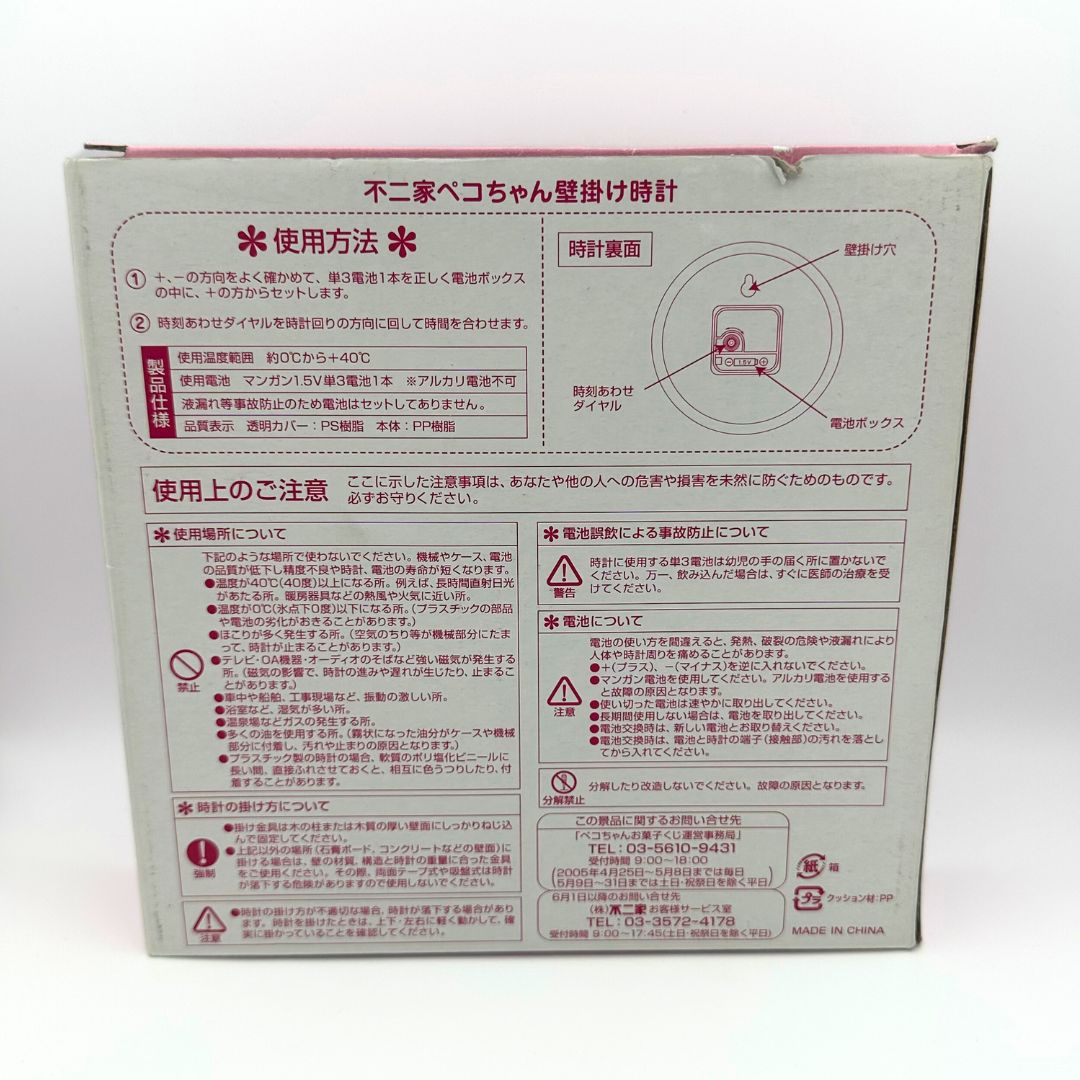 不二家ペコちゃん壁掛け時計
＊使用方法＊
① ＋、－の方向をよく確かめて、単3電池1本を正しく電池ボックス
の中に、＋の方からセットします。
② 時刻あわせダイヤルを時計回りの方向に回して時間を合わせます。
製品仕様
使用温度範囲 約0℃から＋40℃
使用電池 マンガン1.5V単3電池1本 ※アルカリ電池不可
液漏れ等事故防止のため電池はセットしてありません。
品質表示 透明カバー：PS樹脂 本体：PP樹脂
時計裏面
壁掛け穴
1.5V
時刻あわせ
ダイヤル
電池ボックス
使用上のご注意
ここに示した注意事項は、あなたや他の人への危害や損害を未然に防ぐためのものです。
必ずお守りください。
＊使用場所について
下記のような場所で使わないでください。機械やケース、電池
の品質が低下し精度不良や時計、電池の寿命が短くなります。
●温度が40℃(40度)以上になる所。例えば、長時間直射日光
があたる所。暖房器具などの熱風や火気に近い所。
●温度が0℃(氷点下0度)以下になる所。(プラスチックの部品
や電池の劣化がおきることがあります。)
●ほこりが多く発生する所。(空気のちり等が機械部分にたま
って、時計が止まることがあります。)
●テレビ・OA機器・オーディオのそばなど強い磁気が発生する
所。(磁気の影響で、時計の進みや遅れが生じたり、止まるこ
とがあります。)
●車中や船舶、工事現場など、振動の激しい所。
●浴室など、湿気が多い所。
●温泉場などガスの発生する所。
●多くの油を使用する所。(霧状になった油分がケースや機械
部分に付着し、汚れや止まりの原因となります。)
●プラスチック製の時計の場合、軟質のポリ塩化ビニールに
長い間、直接ふれさせておくと、相互に色うつりしたり、付
着することがあります。
禁止
＊時計の掛け方について
●掛け金具は木の柱または木質の厚い壁面にしっかりねじ込
んで固定してください。
●上記以外の場所(石膏ボード、コンクリートなどの壁面)に
掛ける場合は、壁の材質、構造と時計の重量に合った金具
をご使用ください。その際、両面テープ式や吸盤式は時計
が落下する危険がありますので使用しないでください。
強制
●時計の掛け方が不適切な場合、時計が落下する場合があり
ます。時計を掛けたときは、上下・左右に軽く動かして、確
実に掛かっていることを確認してください。
注意
＊電池誤飲による事故防止について
時計に使用する単3電池は幼児の手の届く所に置かないで
ください。万一、飲み込んだ場合は、すぐに医師の治療を受
けてください。
警告
＊電池について
電池の使い方を間違えると、発熱、破裂の危険や液漏れにより
人体や時計周りを痛めることがあります。
●＋(プラス)、－(マイナス)を逆に入れないでください。
●マンガン電池を使用してください。アルカリ電池を使用する
と故障の原因となります。
●使い切った電池は速やかに取り出してください。
●長期間使用しない場合は、電池を取り出してください。
●電池交換時は、新しい電池とお取替えください。
●電池交換時は、電池と時計の端子(接触部)の汚れを落とし
てから入れてください。
注意
分解禁止
分解したり改造しないでください。故障の原因となります。
この景品に関するお問い合せ先
「ペコちゃんお菓子くじ運営事務局」
TEL：03-5610-9431
受付時間 9:00～18:00
(2005年4月25日～5月8日までは毎日
5月9日～31日までは土日・祝祭日を除く平日)
6月1日以降のお問い合せ先
(株)不二家お客様サービス室
TEL：03-3572-4178
受付時間 9:00～17:45(土日・祝祭日を除く平日)
紙 箱
プラ クッション材：PP
MADE IN CHINA